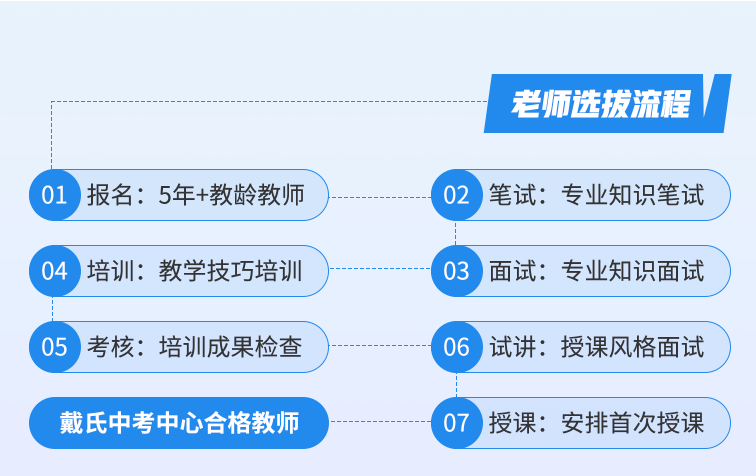 老师选拔流程
01 报名：5年+教龄教师
02 笔试：专业知识笔试
03 面试：专业知识面试
04 培训：教学技巧培训
05 考核：培训成果检查
06 试讲：授课风格面试
07 授课：安排首次授课
戴氏中考中心合格教师